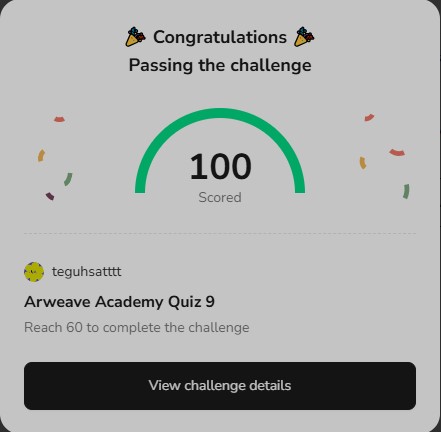 🎉 Congratulations 🎉
Passing the challenge
100
Scored
teguhsatttt
Arweave Academy Quiz 9
Reach 60 to complete the challenge
View challenge details